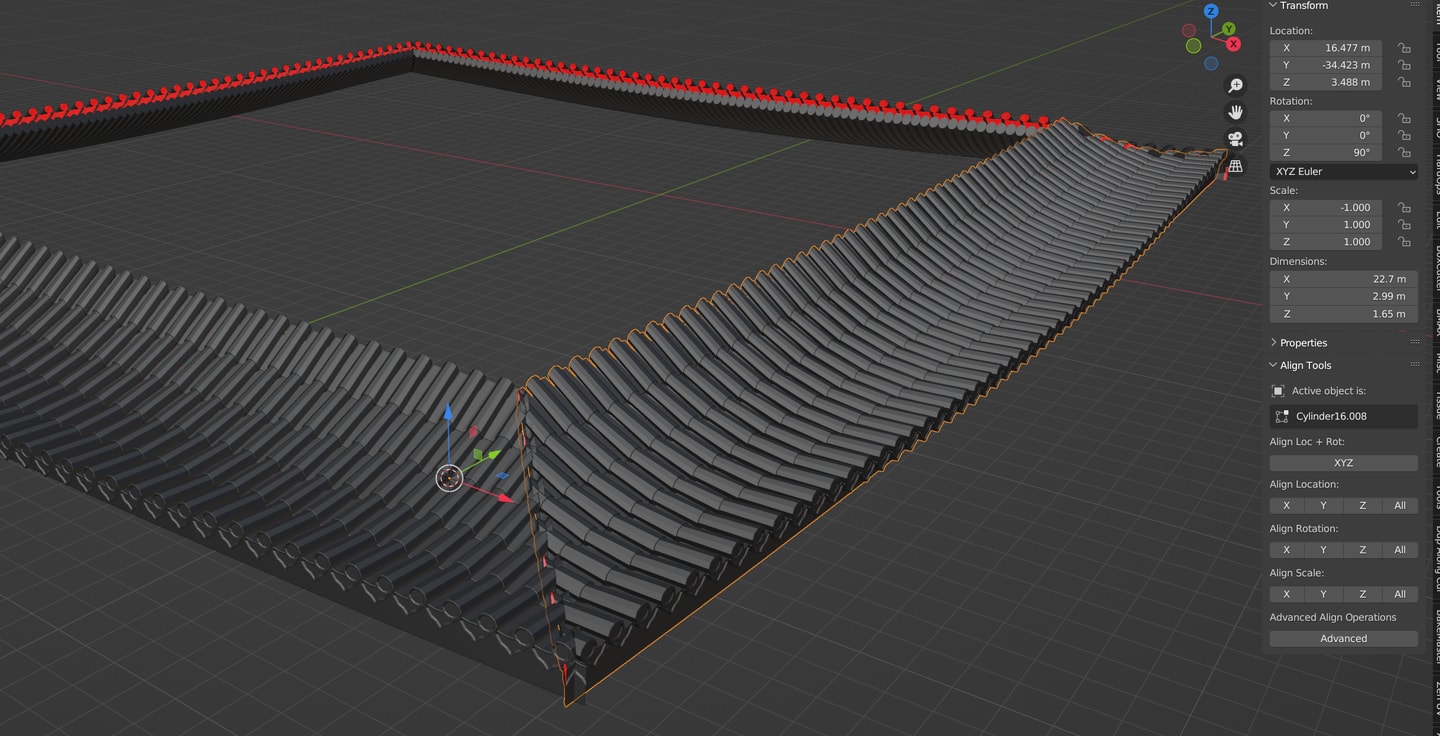 Transform
Z
Y
X
Location:
X 16.477 m
Y -34.423 m
Z 3.488 m
Rotation:
X 0°
Y 0°
Z 90°
XYZ Euler
Scale:
X -1.000
Y 1.000
Z 1.000
Dimensions:
X 22.7 m
Y 2.99 m
Z 1.65 m
Properties
Align Tools
Active object is:
Cylinder16.008
Align Loc + Rot:
XYZ
Align Location:
X Y Z All
Align Rotation:
X Y Z All
Align Scale:
X Y Z All
Advanced Align Operations
Advanced